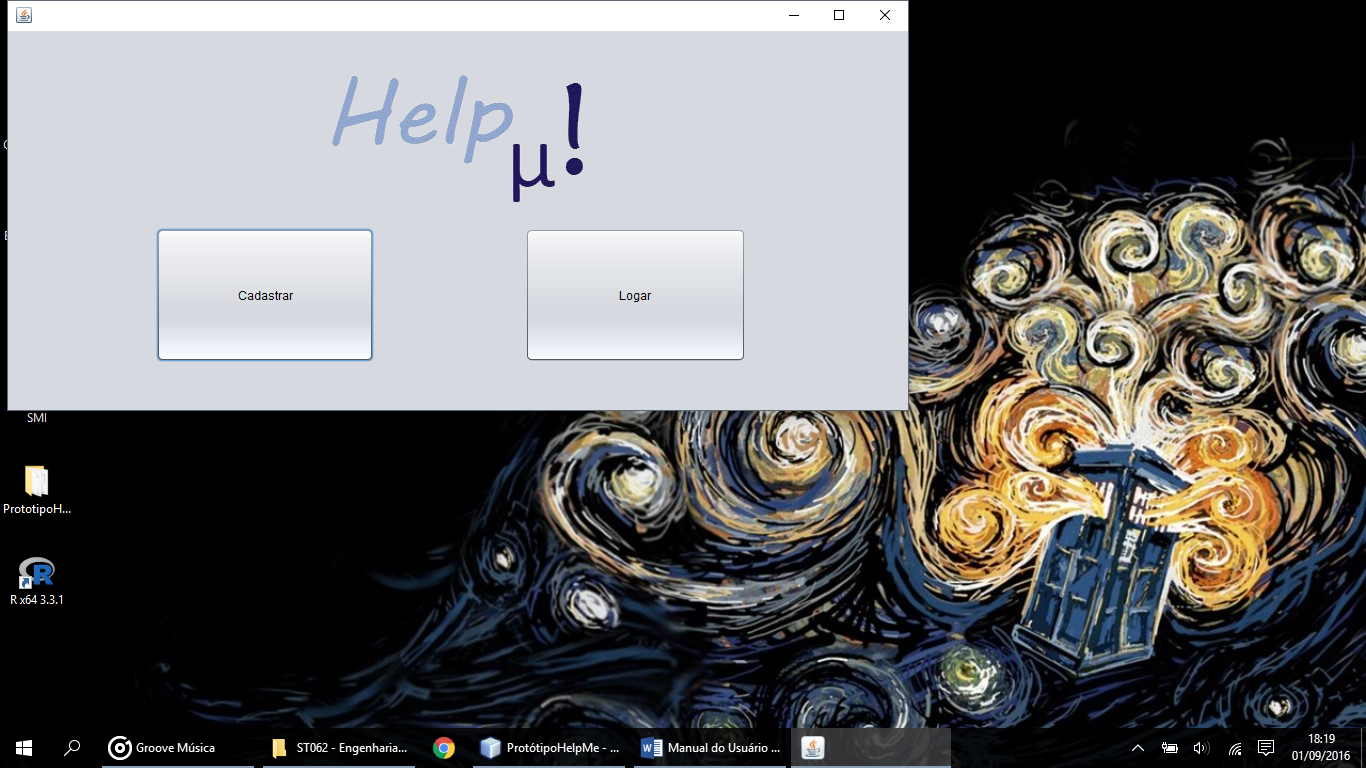 Help µ!
Cadastrar
Logar
SMI
PrototipoH...
R x64 3.3.1
Groove Música
ST062 - Engenharia...
PrótótipoHelpMe - ...
Manual do Usuário ...
18:19
01/09/2016